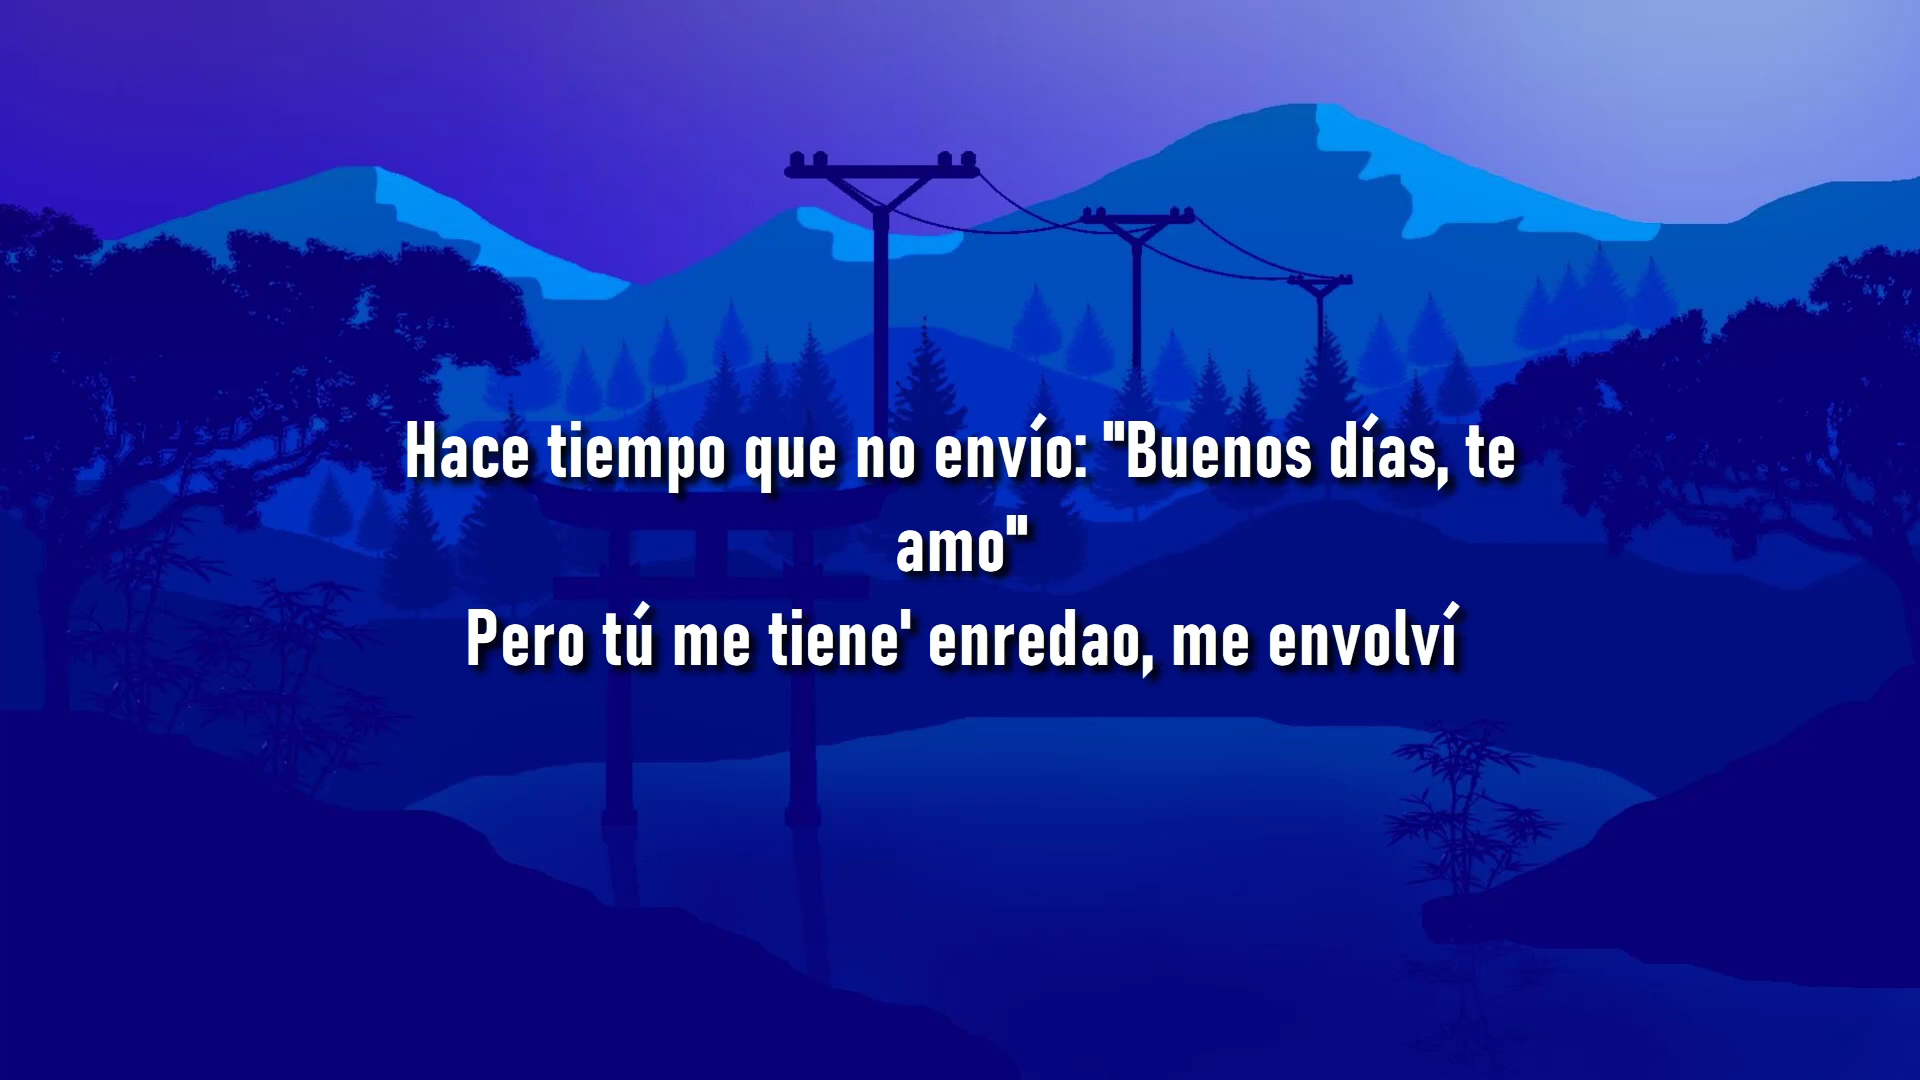 Hace tiempo que no envío: "Buenos días, te
amo"
Pero tú me tiene' enredao, me envolví